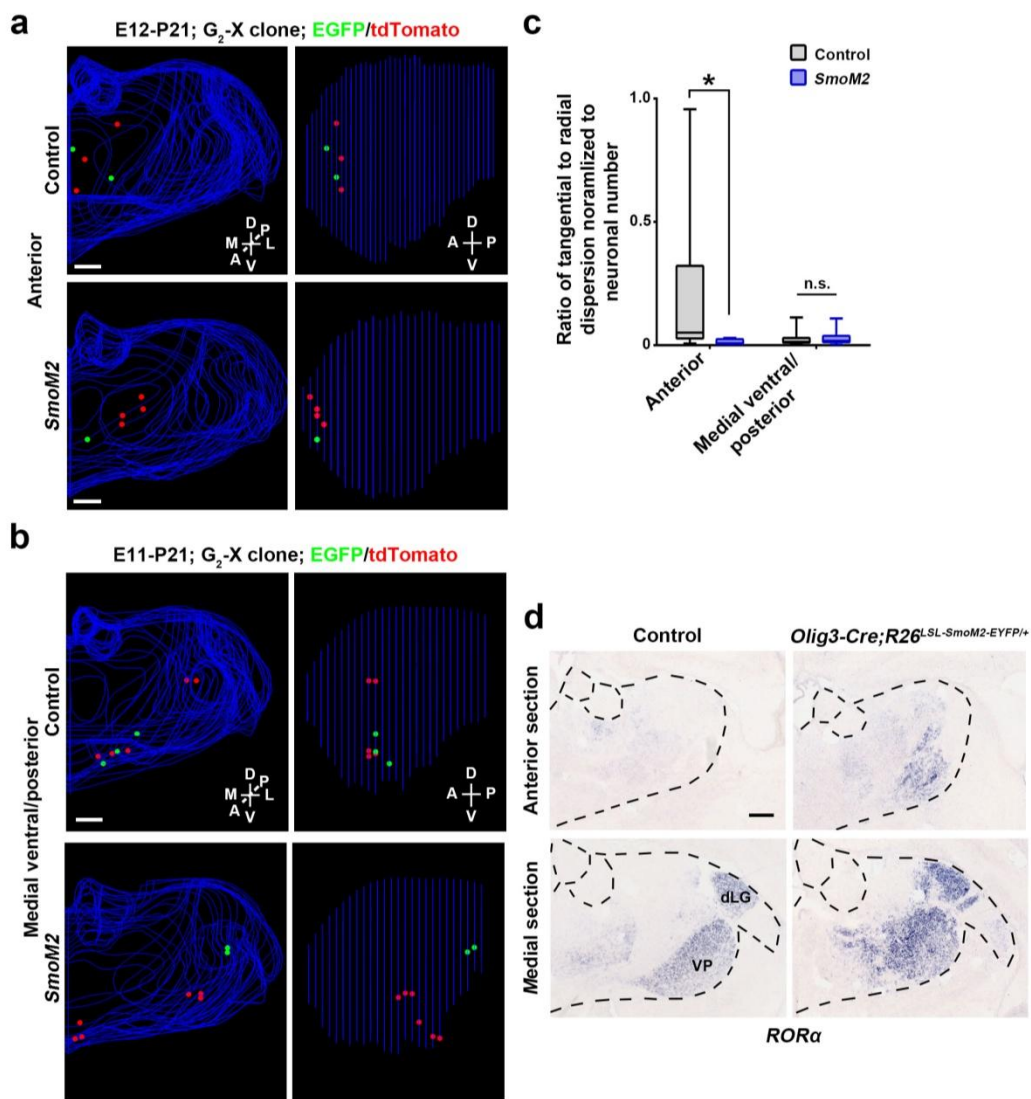 a
E12-P21; G₂-X clone; EGFP/tdTomato
Anterior
Control
D
P
M
L
A
V
D
A
P
V
SmoM2
b
E11-P21; G₂-X clone; EGFP/tdTomato
Medial ventral/posterior
Control
D
P
M
L
A
V
D
A
P
V
SmoM2
c
Control
SmoM2
Ratio of tangential to radial
dispersion noramlized to
neuronal number
1.0
0.5
0
*
n.s.
Anterior
Medial ventral/
posterior
d
Control
Olig3-Cre;R26^LSL-SmoM2-EYFP/+
Anterior section
Medial section
dLG
VP
RORα